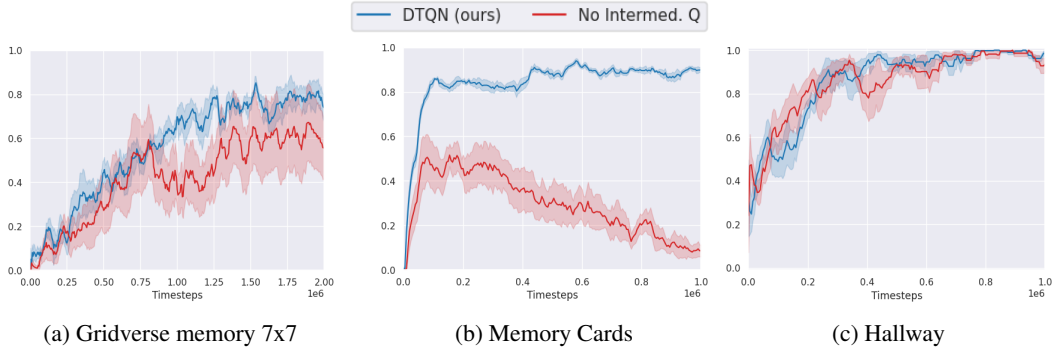 DTQN (ours) No Intermed. Q
1.0
0.8
0.6
0.4
0.2
0.0
0.00 0.25 0.50 0.75 1.00 1.25 1.50 1.75 2.00
Timesteps 1e6
(a) Gridverse memory 7x7
1.0
0.8
0.6
0.4
0.2
0.0
0.0 0.2 0.4 0.6 0.8 1.0
Timesteps 1e6
(b) Memory Cards
1.0
0.8
0.6
0.4
0.2
0.0
0.0 0.2 0.4 0.6 0.8 1.0
Timesteps 1e6
(c) Hallway